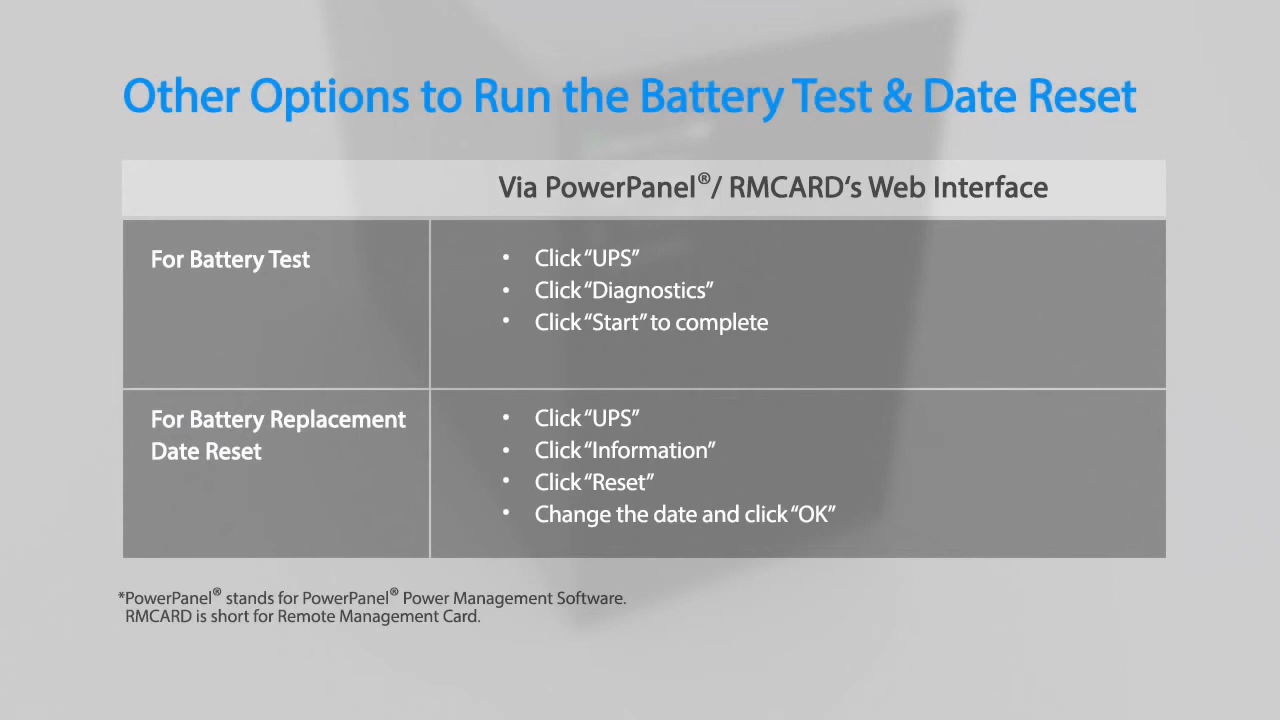 Other Options to Run the Battery Test & Date Reset
Via PowerPanel®/ RMCARD‘s Web Interface
For Battery Test
• Click “UPS”
• Click “Diagnostics”
• Click “Start” to complete
For Battery Replacement
Date Reset
• Click “UPS”
• Click “Information”
• Click “Reset”
• Change the date and click “OK”
*PowerPanel® stands for PowerPanel® Power Management Software.
RMCARD is short for Remote Management Card.